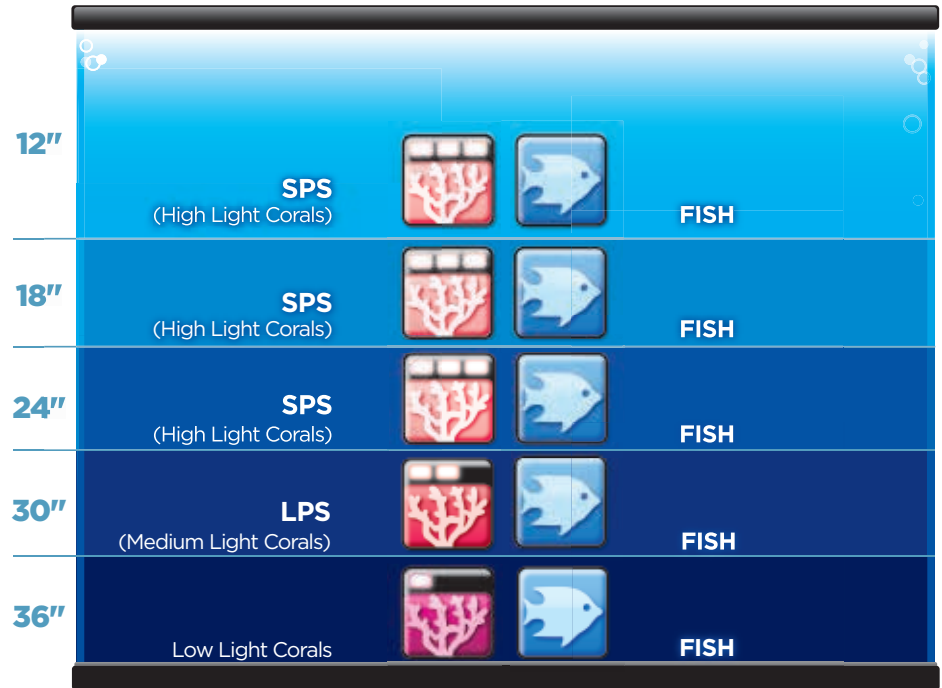 12"
SPS
(High Light Corals)
FISH
18"
SPS
(High Light Corals)
FISH
24"
SPS
(High Light Corals)
FISH
30"
LPS
(Medium Light Corals)
FISH
36"
Low Light Corals
FISH